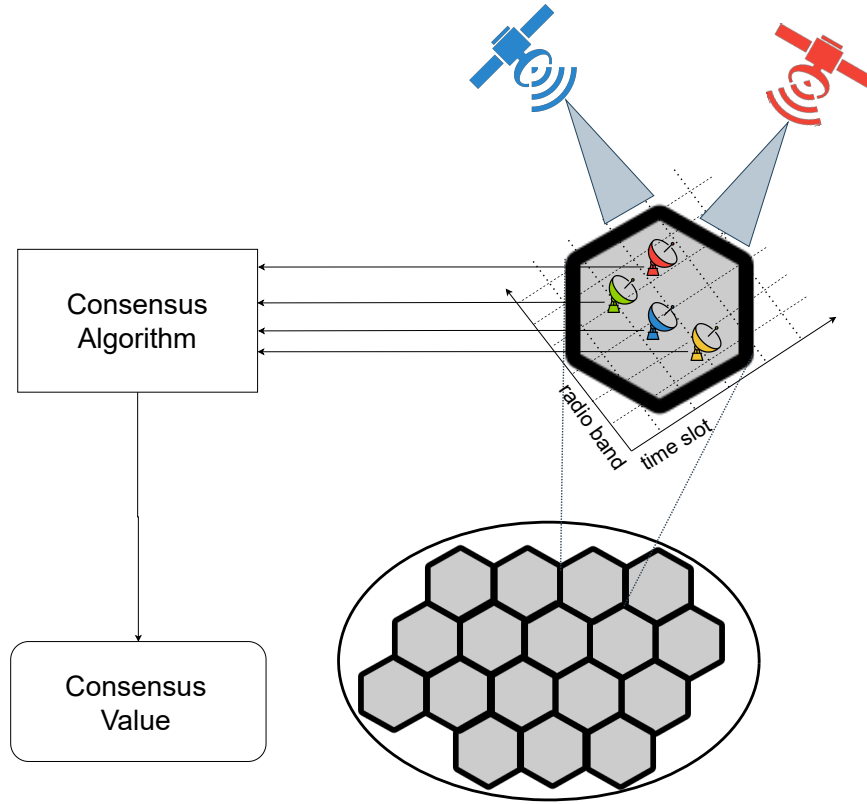 Consensus
Algorithm
radio band
time slot
Consensus
Value